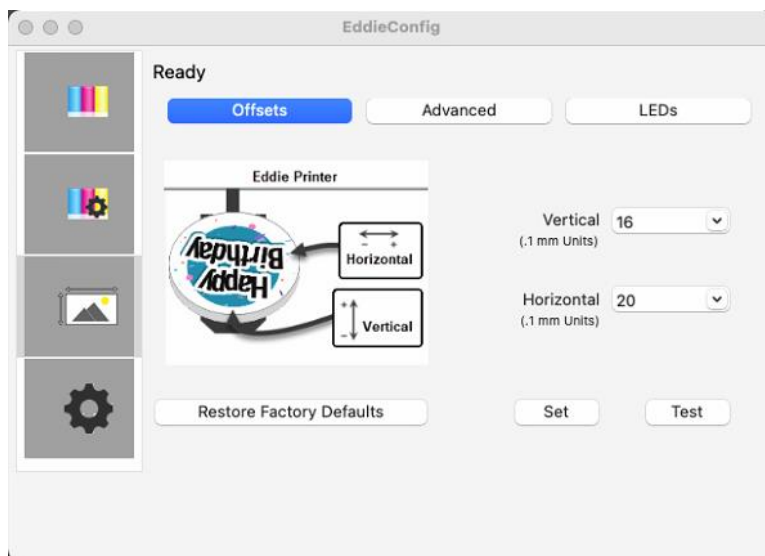 EddieConfig
Ready
Offsets
Advanced
LEDs
Eddie Printer
Happy
Birthday
- +
Horizontal
+
-
Vertical
Vertical
(.1 mm Units)
16
Horizontal
(.1 mm Units)
20
Restore Factory Defaults
Set
Test